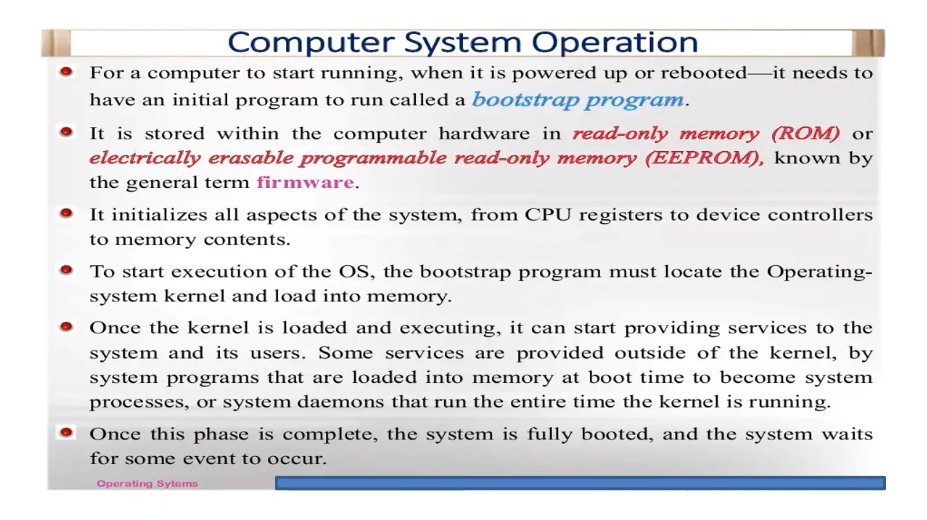 Computer System Operation
For a computer to start running, when it is powered up or rebooted—it needs to
have an initial program to run called a bootstrap program.
It is stored within the computer hardware in read-only memory (ROM) or
electrically erasable programmable read-only memory (EEPROM), known by
the general term firmware.
It initializes all aspects of the system, from CPU registers to device controllers
to memory contents.
To start execution of the OS, the bootstrap program must locate the Operating-
system kernel and load into memory.
Once the kernel is loaded and executing, it can start providing services to the
system and its users. Some services are provided outside of the kernel, by
system programs that are loaded into memory at boot time to become system
processes, or system daemons that run the entire time the kernel is running.
Once this phase is complete, the system is fully booted, and the system waits
for some event to occur.
Operating Sytems